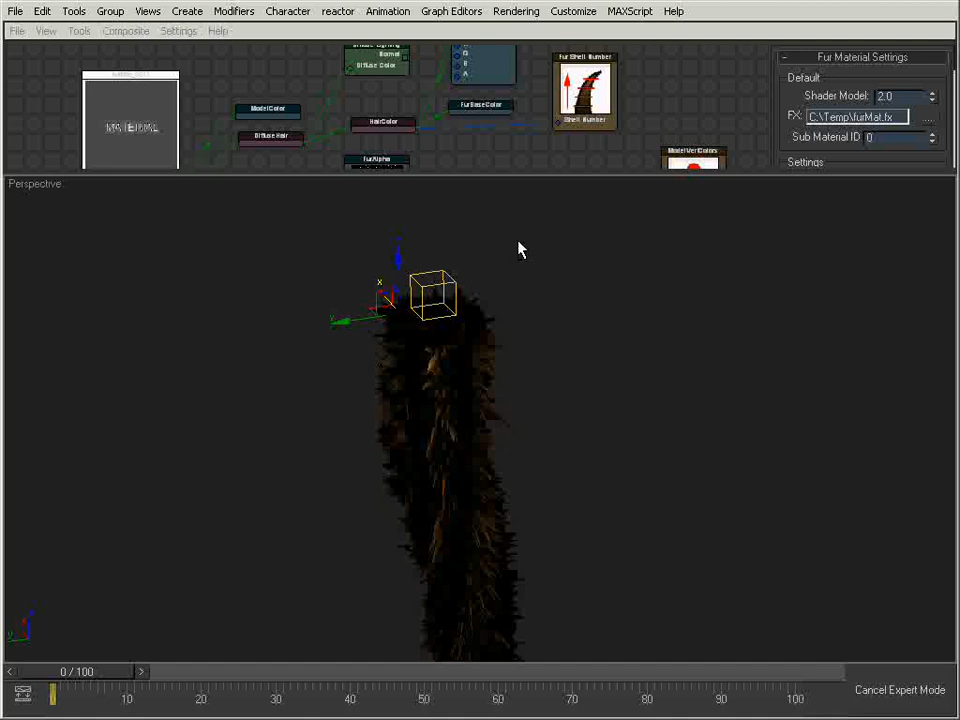 File Edit Tools Group Views Create Modifiers Character reactor Animation Graph Editors Rendering Customize MAXScript Help
File View Tools Composite Settings Help
Normal
Diffuse Color
G
B
A
Fur Shell Number
Shell Number
ModelColor
FurBaseColor
HairColor
Diffuse Hair
FurAlpha
ModelVertColors
MATERIAL
Fur Material Settings
Default
Shader Model: 2.0
FX: C:\Temp\furMat.fx ....
Sub Material ID 0
Settings
Perspective
x
y
0 / 100
10 20 30 40 50 60 70 80 90 100
Cancel Expert Mode